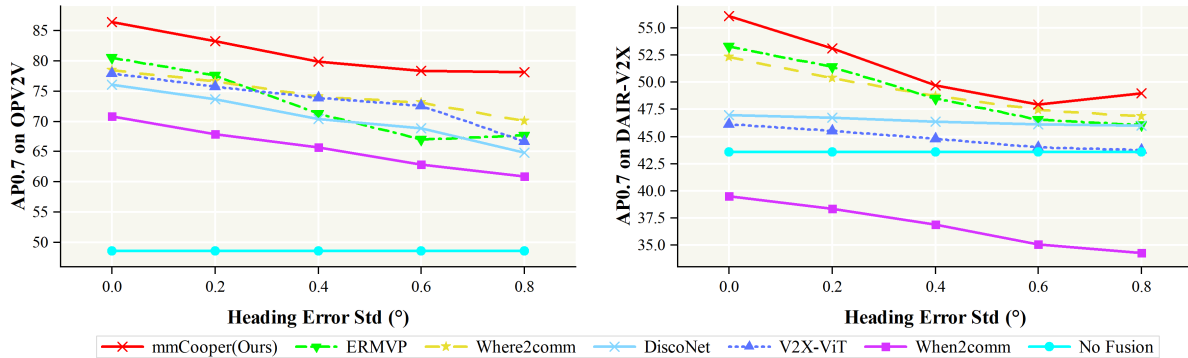 AP0.7 on OPV2V
85
80
75
70
65
60
55
50
0.0 0.2 0.4 0.6 0.8
Heading Error Std (°)
AP0.7 on DAIR-V2X
55.0
52.5
50.0
47.5
45.0
42.5
40.0
37.5
35.0
0.0 0.2 0.4 0.6 0.8
Heading Error Std (°)
mmCooper(Ours) ERMVP Where2comm DiscoNet V2X-ViT When2comm No Fusion